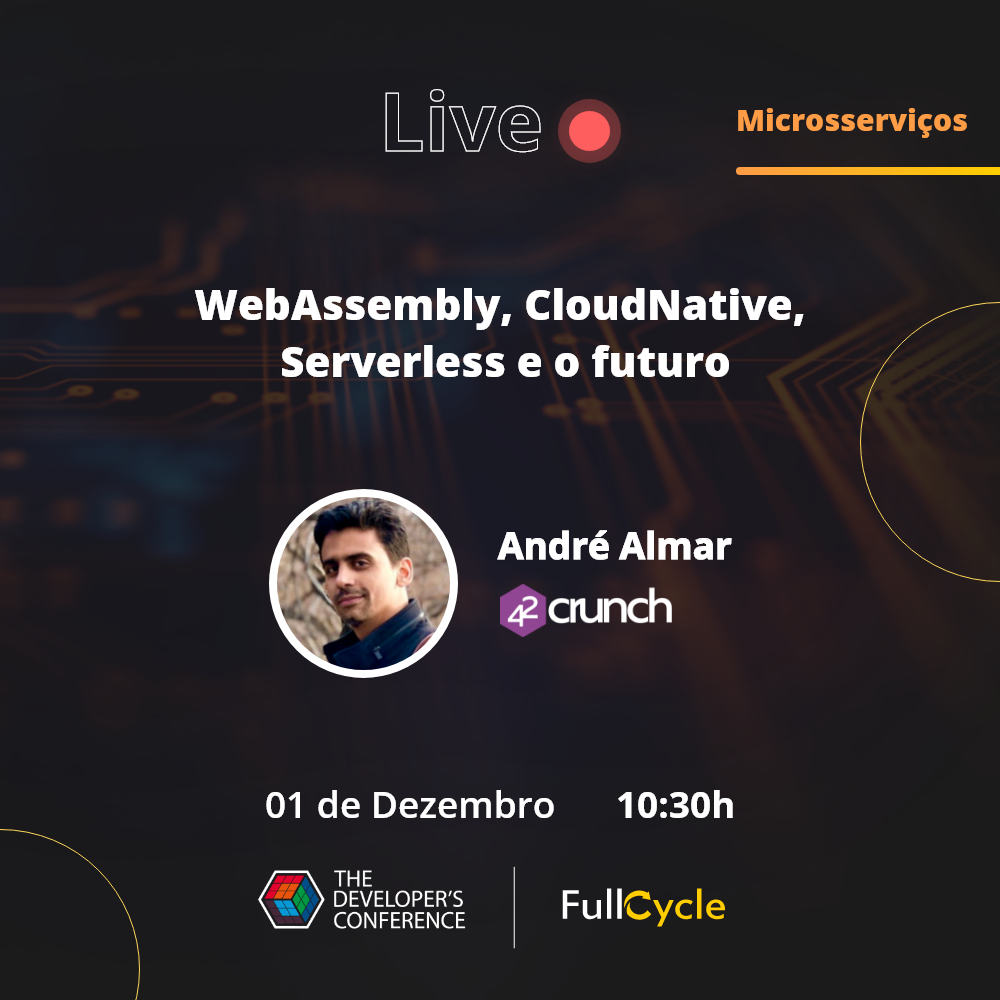 Live
Microsserviços
WebAssembly, CloudNative,
Serverless e o futuro
André Almar
42crunch
01 de Dezembro 10:30h
THE
DEVELOPER'S
CONFERENCE
FullCycle